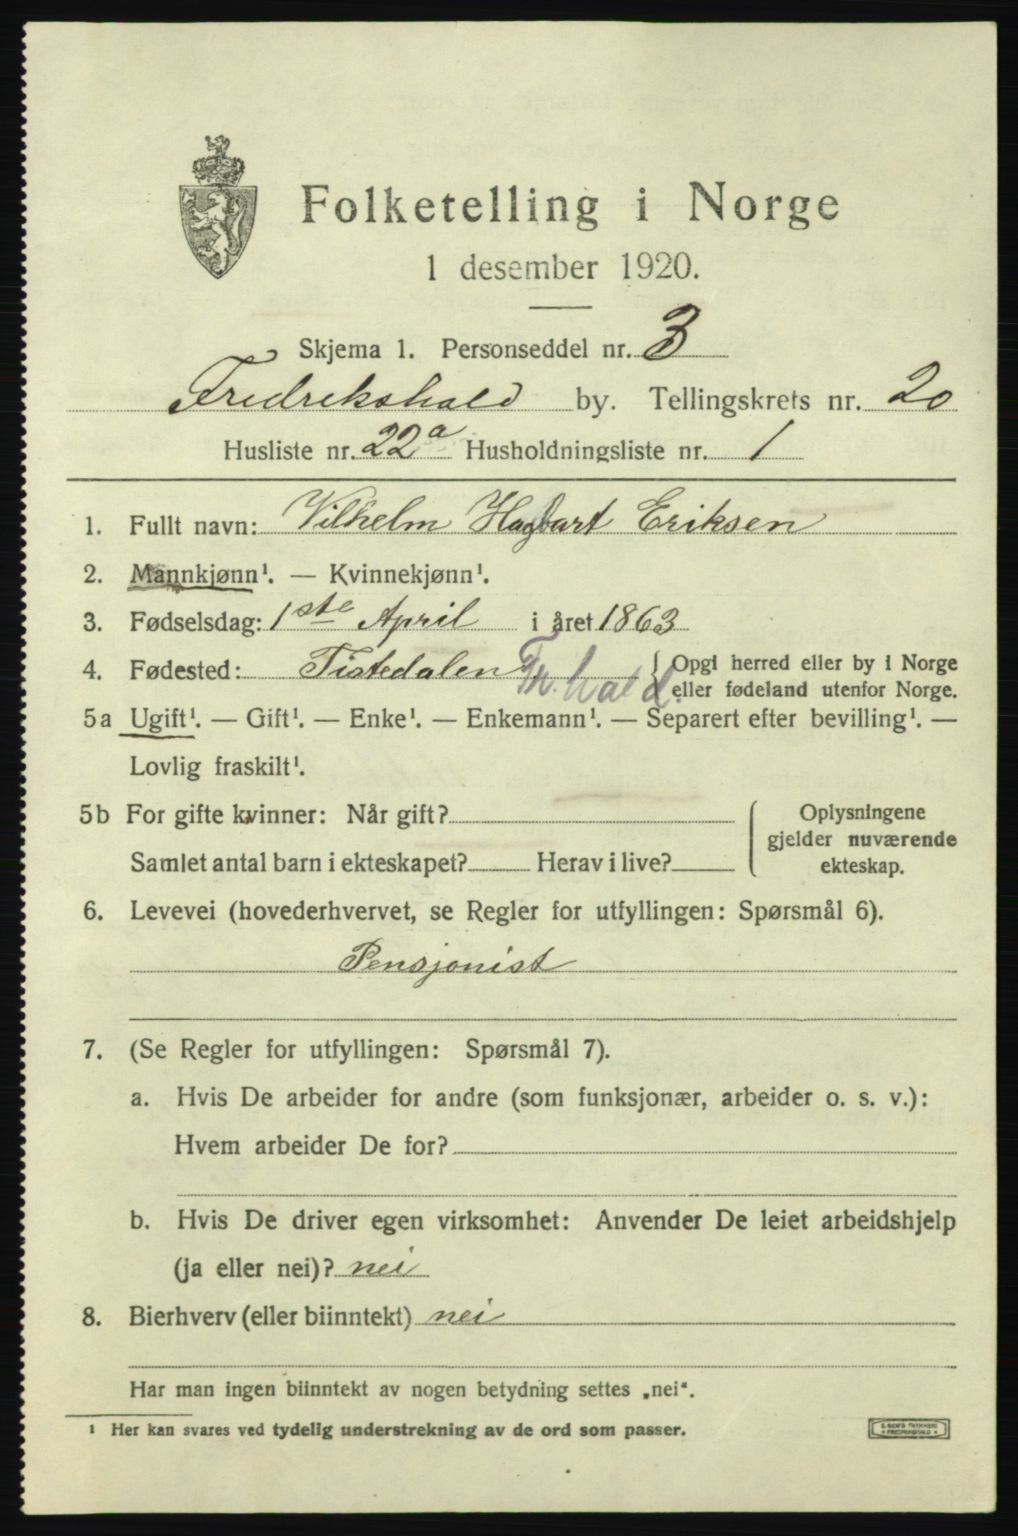 Folketelling i Norge
1 desember 1920.
Skjema 1. Personseddel nr. 3
Fredrikshald by. Tellingskrets nr. 20
Husliste nr. 22a Husholdningsliste nr. 1
1. Fullt navn: Vilhelm Hagbart Eriksen
2. Mannkjønn¹. — Kvinnekjønn¹.
3. Fødselsdag: 1ste April i året 1863
4. Fødested: Tistedalen Fr.hald. Opgi herred eller by i Norge
eller fødeland utenfor Norge.
5a Ugift¹. — Gift¹. — Enke¹. — Enkemann¹. — Separert efter bevilling¹. —
Lovlig fraskilt¹.
5b For gifte kvinner: Når gift? Oplysningene
gjelder nuværende
Samlet antal barn i ekteskapet? Herav i live? ekteskap.
6. Levevei (hovederhvervet, se Regler for utfyllingen: Spørsmål 6).
Pensjonist
7. (Se Regler for utfyllingen: Spørsmål 7).
a. Hvis De arbeider for andre (som funksjonær, arbeider o. s. v.):
Hvem arbeider De for?
b. Hvis De driver egen virksomhet: Anvender De leiet arbeidshjelp
(ja eller nei)? nei
8. Bierhverv (eller biinntekt) nei
Har man ingen biinntekt av nogen betydning settes „nei“.
¹ Her kan svares ved tydelig understrekning av de ord som passer.